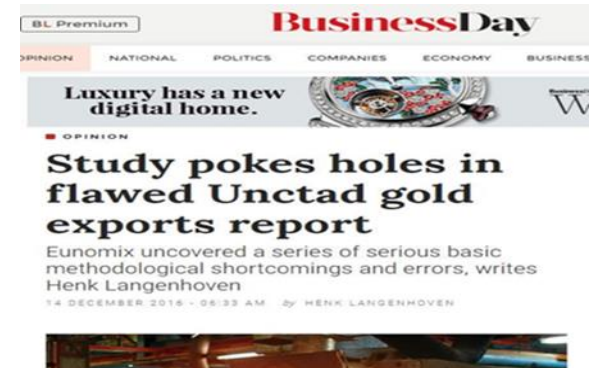 BL Premium
BusinessDay
OPINION NATIONAL POLITICS COMPANIES ECONOMY BUSINESS
Luxury has a new
digital home.
OPINION
Study pokes holes in
flawed Unctad gold
exports report
Eunomix uncovered a series of serious basic
methodological shortcomings and errors, writes
Henk Langenhoven
14 DECEMBER 2016 - 06:33 AM by HENK LANGENHOVEN